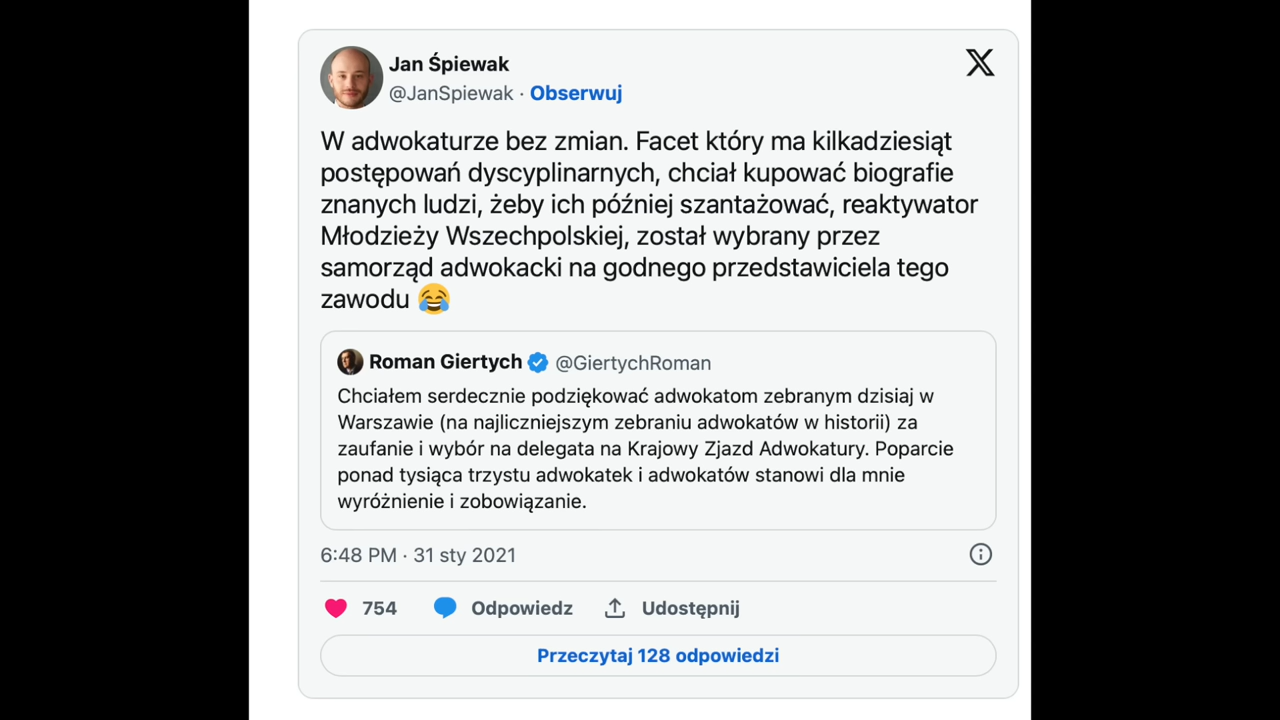 Jan Śpiewak
@JanSpiewak · Obserwuj
W adwokaturze bez zmian. Facet który ma kilkadziesiąt
postępowań dyscyplinarnych, chciał kupować biografie
znanych ludzi, żeby ich później szantażować, reaktywator
Młodzieży Wszechpolskiej, został wybrany przez
samorząd adwokacki na godnego przedstawiciela tego
zawodu 😂
Roman Giertych @GiertychRoman
Chciałem serdecznie podziękować adwokatom zebranym dzisiaj w
Warszawie (na najliczniejszym zebraniu adwokatów w historii) za
zaufanie i wybór na delegata na Krajowy Zjazd Adwokatury. Poparcie
ponad tysiąca trzystu adwokatek i adwokatów stanowi dla mnie
wyróżnienie i zobowiązanie.
6:48 PM · 31 sty 2021
754 Odpowiedz Udostępnij
Przeczytaj 128 odpowiedzi